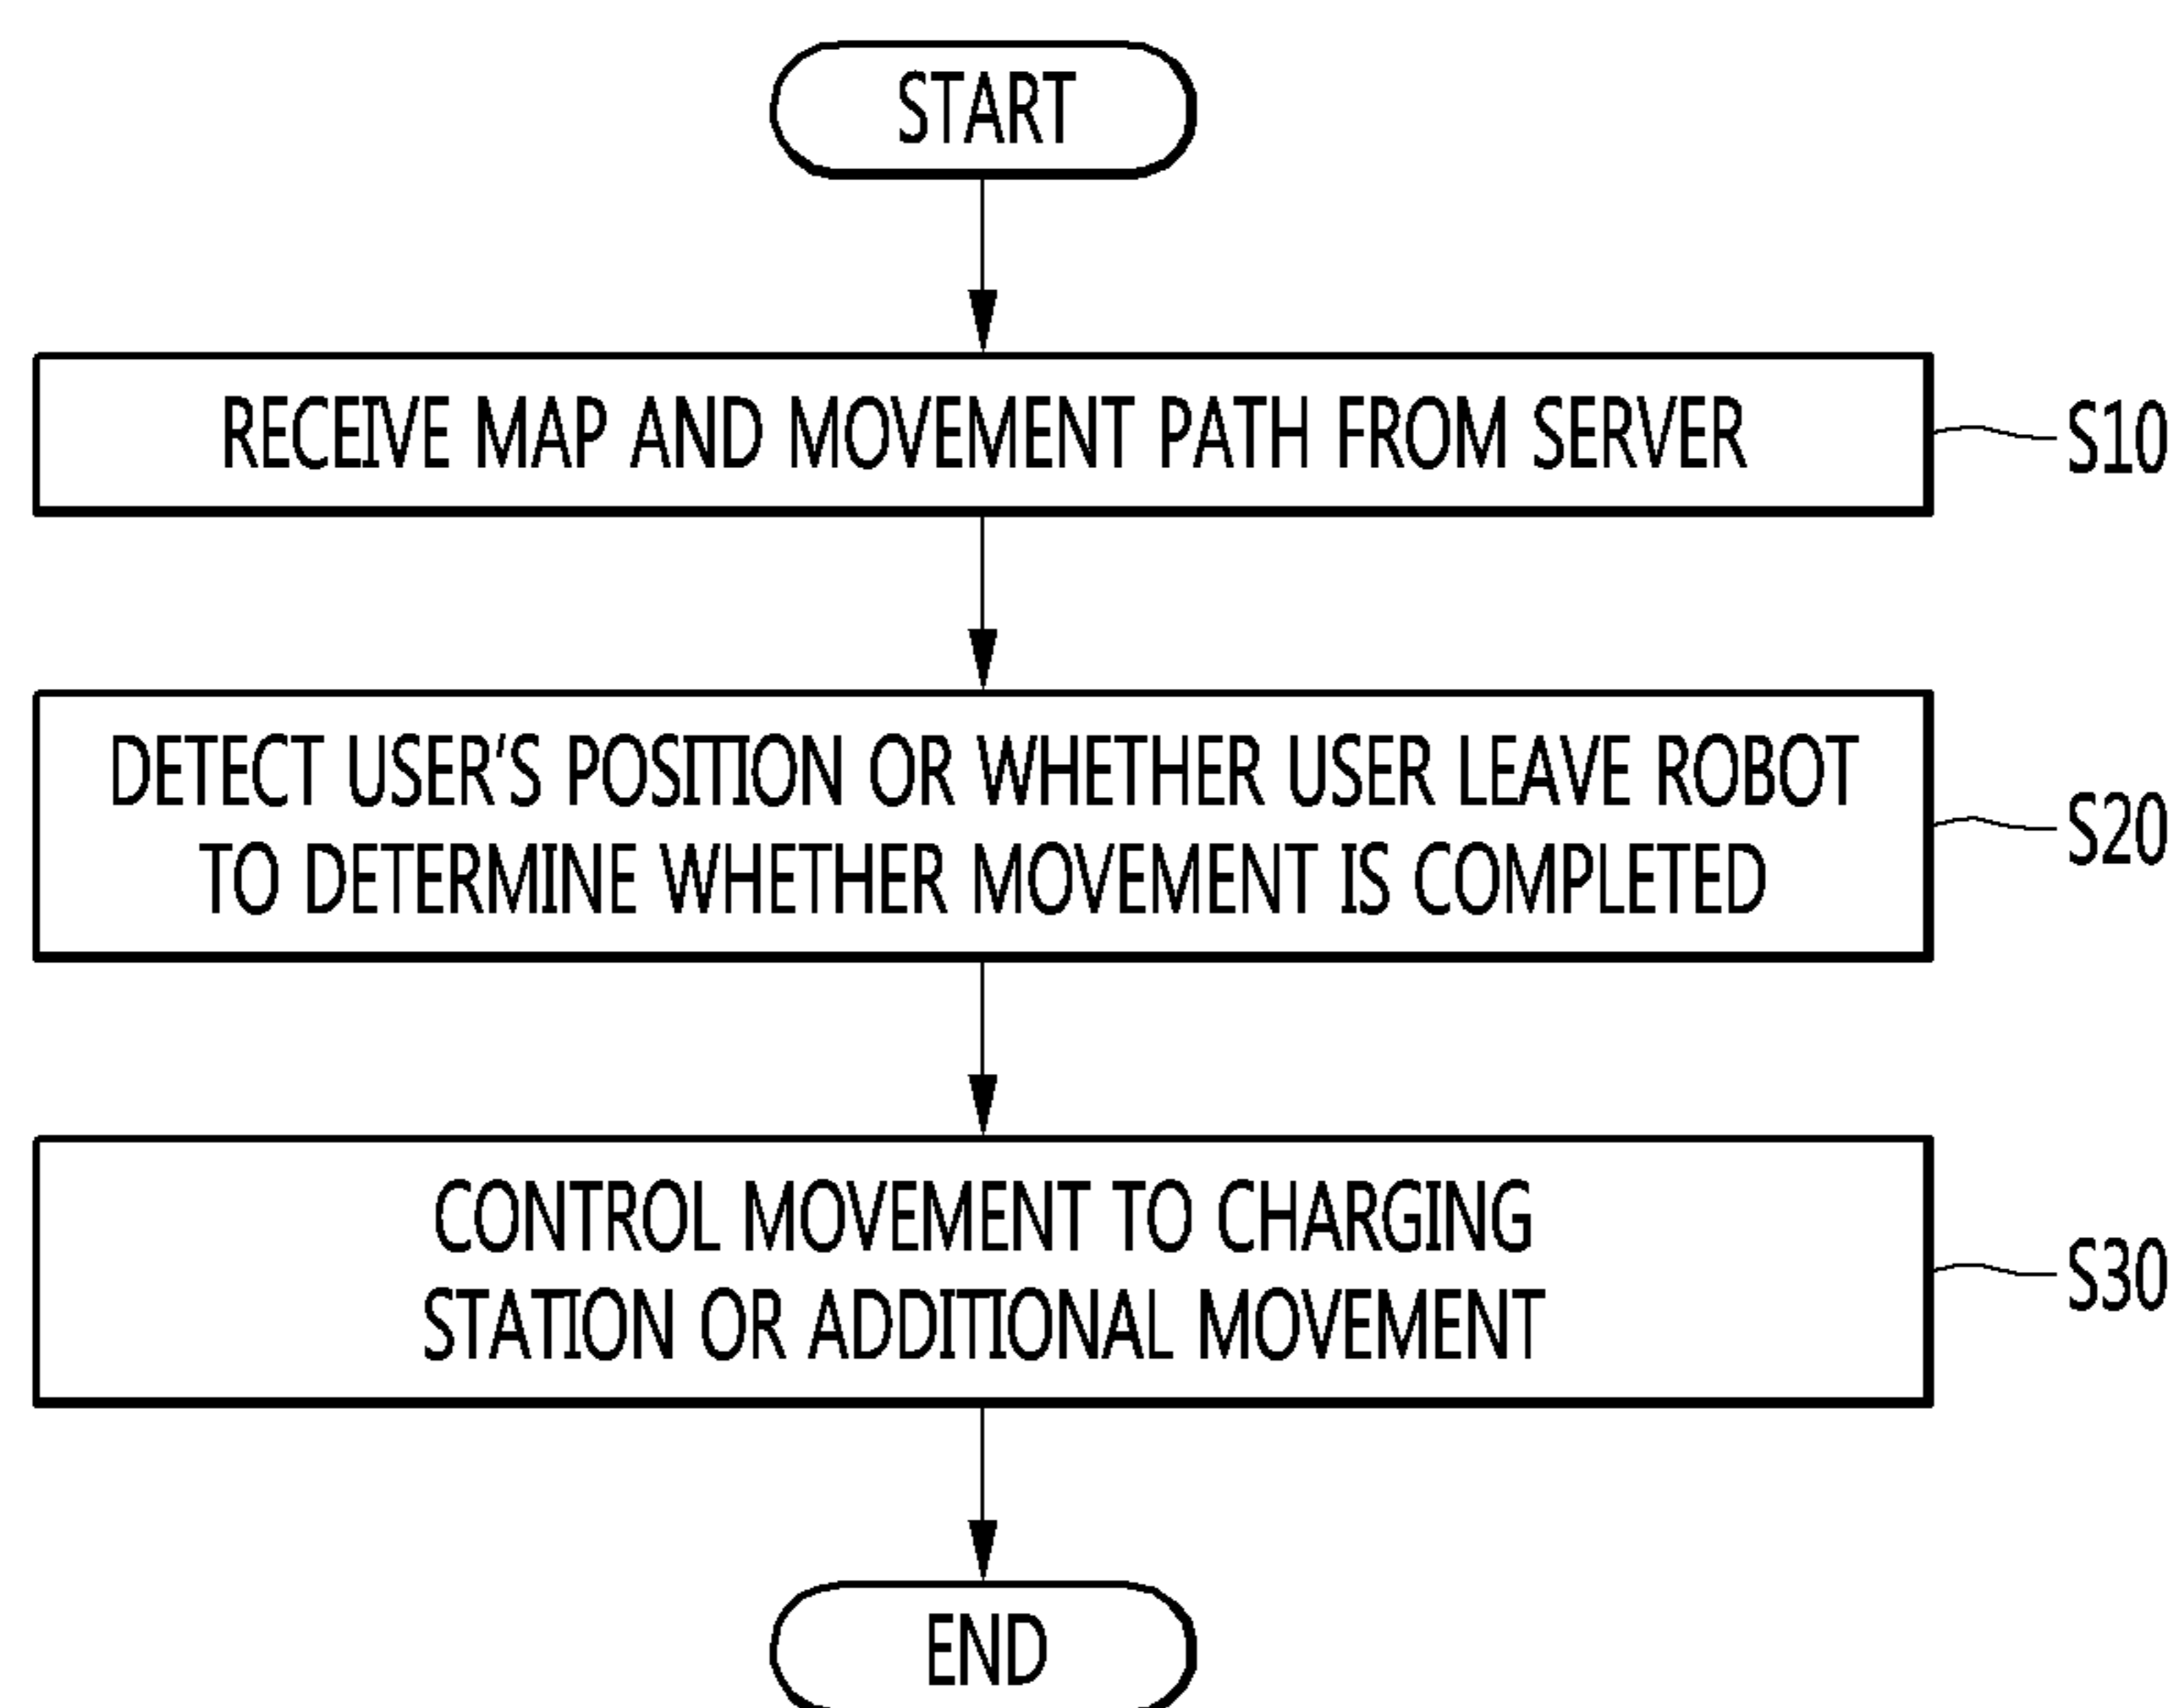 START
RECEIVE MAP AND MOVEMENT PATH FROM SERVER
S10
DETECT USER'S POSITION OR WHETHER USER LEAVE ROBOT
TO DETERMINE WHETHER MOVEMENT IS COMPLETED
S20
CONTROL MOVEMENT TO CHARGING
STATION OR ADDITIONAL MOVEMENT
S30
END